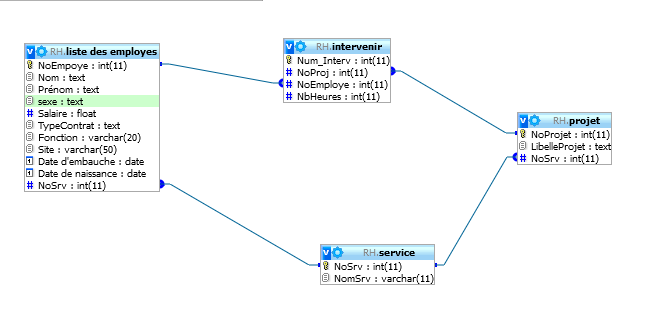 RH.liste des employes
NoEmpoye : int(11)
Nom : text
Prénom : text
sexe : text
Salaire : float
TypeContrat : text
Fonction : varchar(20)
Site : varchar(50)
Date d'embauche : date
Date de naissance : date
NoSrv : int(11)
RH.intervenir
Num_Interv : int(11)
NoProj : int(11)
NoEmploye : int(11)
NbHeures : int(11)
RH.projet
NoProjet : int(11)
LibelleProjet : text
NoSrv : int(11)
RH.service
NoSrv : int(11)
NomSrv : varchar(11)